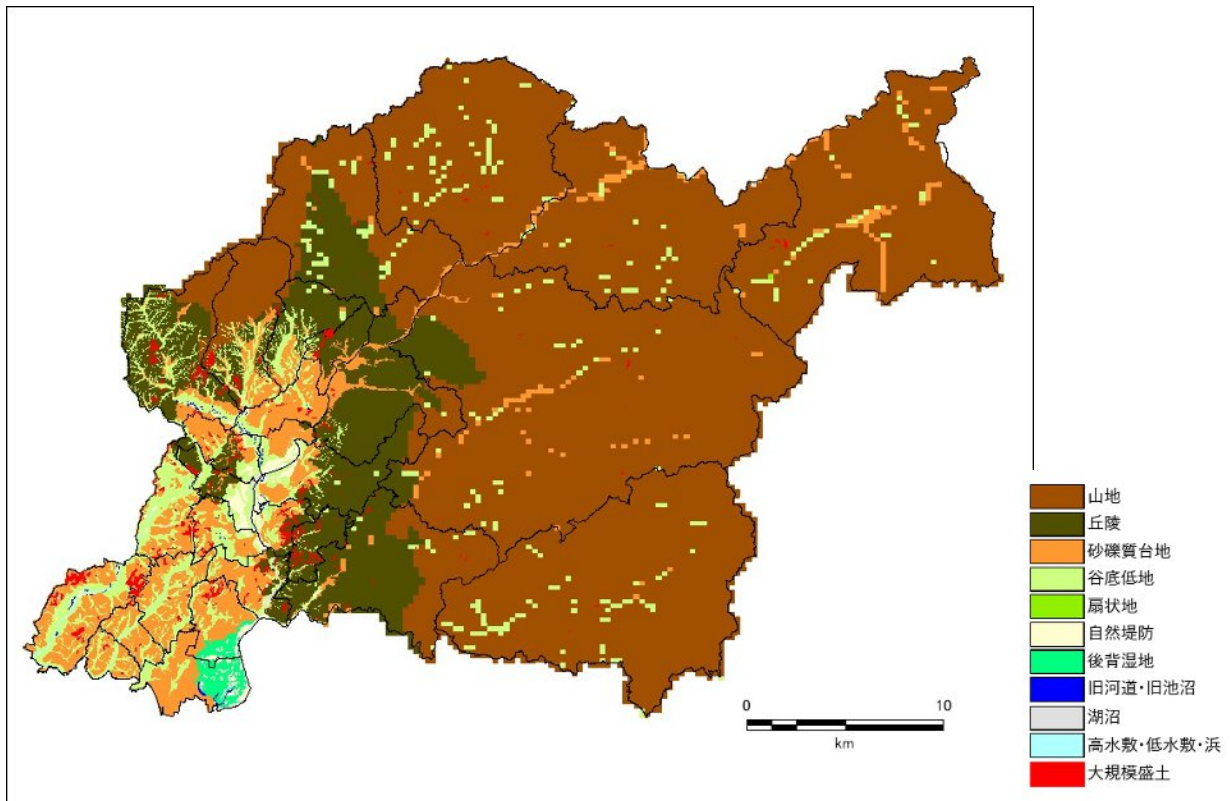 山地
丘陵
砂礫質台地
谷底低地
扇状地
自然堤防
後背湿地
旧河道・旧池沼
湖沼
高水敷・低水敷・浜
大規模盛土
0 10
km